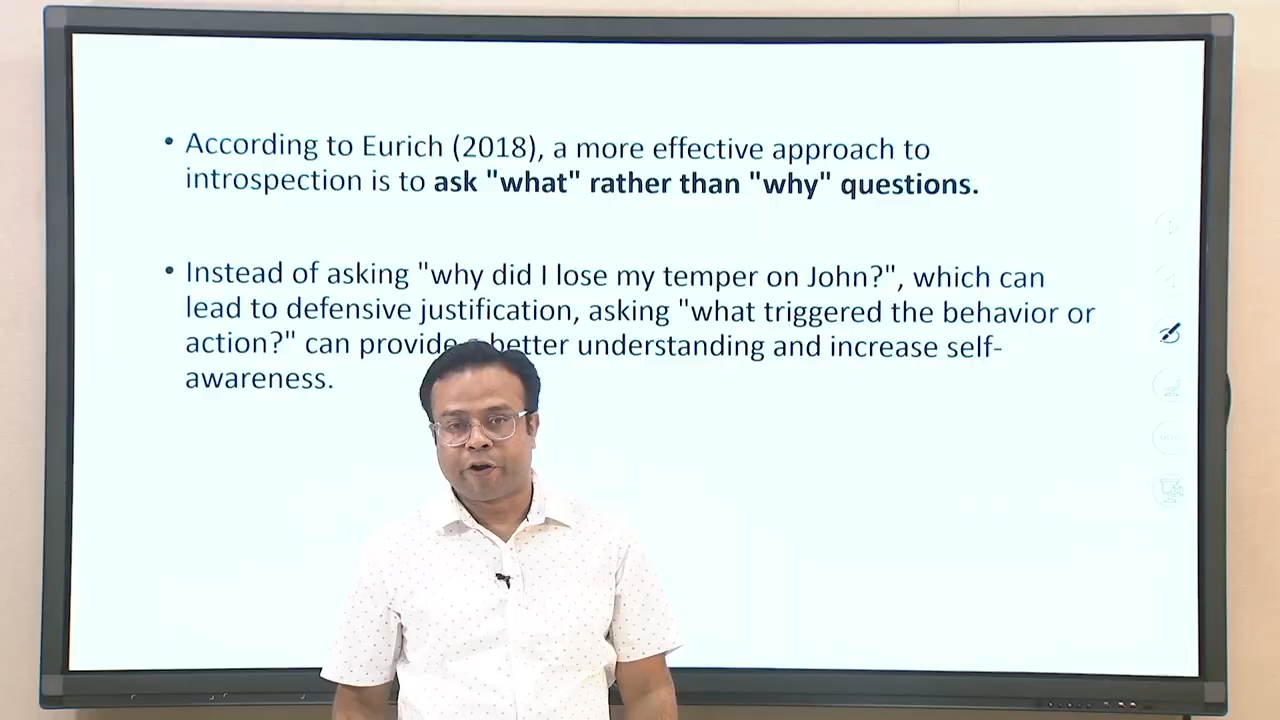 • According to Eurich (2018), a more effective approach to
introspection is to ask "what" rather than "why" questions.
• Instead of asking "why did I lose my temper on John?", which can
lead to defensive justification, asking "what triggered the behavior or
action?" can provide a better understanding and increase self-
awareness.